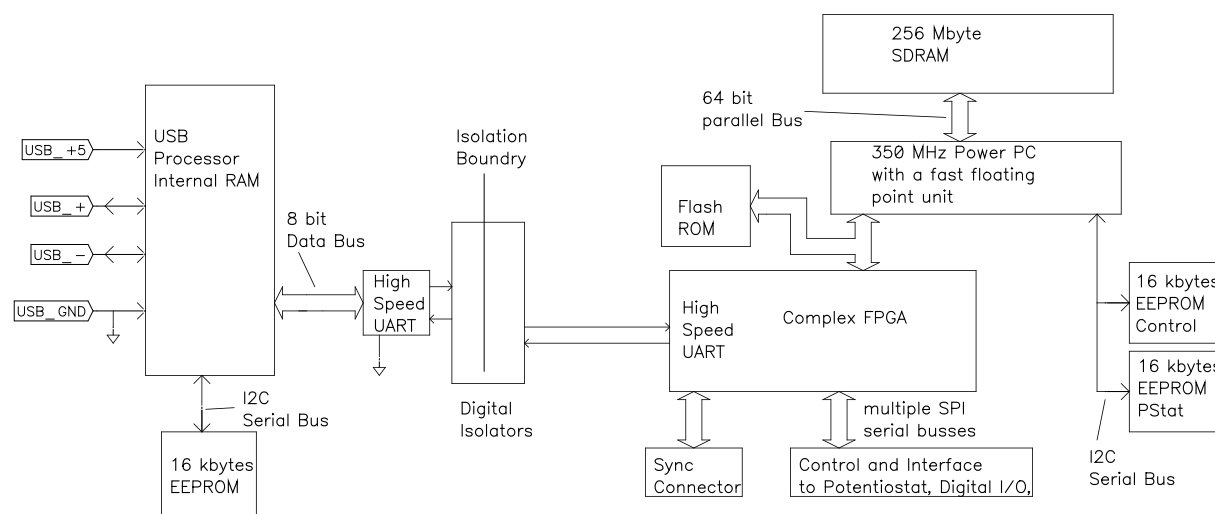 256 Mbyte
SDRAM
64 bit
parallel Bus
USB
Processor
Internal RAM
USB_+5
USB_+
USB_-
USB_GND
Isolation
Boundry
350 MHz Power PC
with a fast floating
point unit
Flash
ROM
8 bit
Data Bus
High
Speed
UART
High
Speed
UART
Complex FPGA
16 kbytes
EEPROM
Control
16 kbytes
EEPROM
PStat
I2C
Serial Bus
Digital
Isolators
multiple SPI
serial busses
I2C
Serial Bus
16 kbytes
EEPROM
Sync
Connector
Control and Interface
to Potentiostat, Digital I/O,